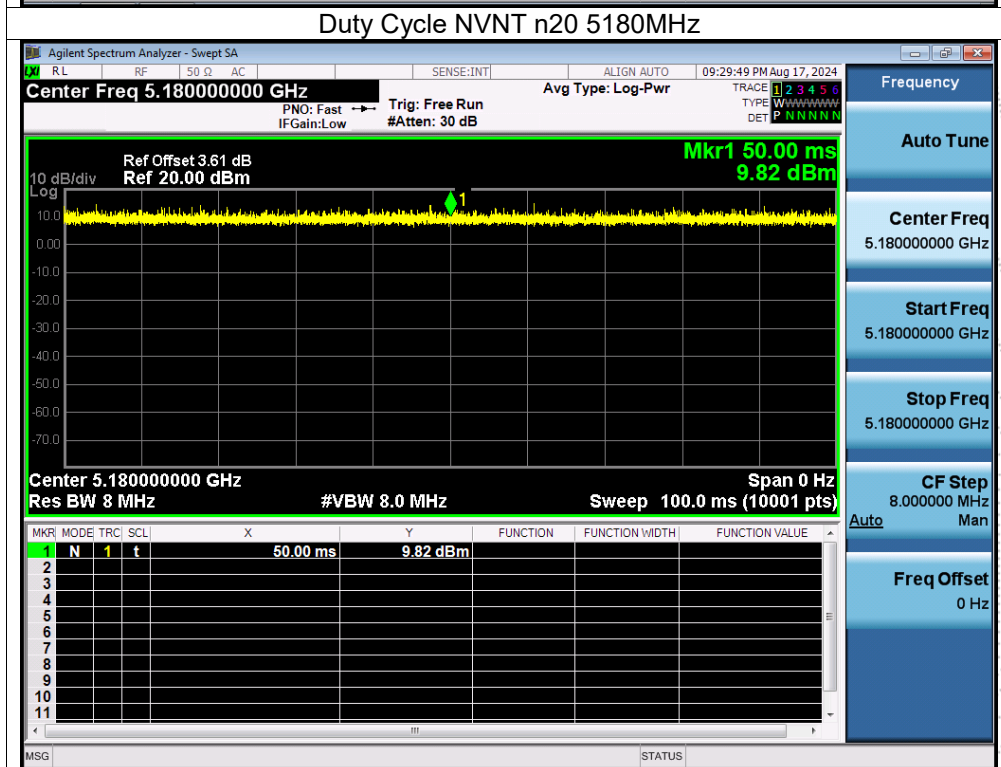 Duty Cycle NVNT n20 5180MHz
Agilent Spectrum Analyzer - Swept SA
LXI RL RF 50 Ω AC SENSE:INT ALIGN AUTO 09:29:49 PM Aug 17, 2024
Center Freq 5.180000000 GHz
PNO: Fast
IFGain:Low
Trig: Free Run
#Atten: 30 dB
Avg Type: Log-Pwr
TRACE 1 2 3 4 5 6
TYPE WWWWWW
DET P N N N N N
Mkr1 50.00 ms
9.82 dBm
Ref Offset 3.61 dB
10 dB/div Ref 20.00 dBm
Log
1
10.0
0.00
-10.0
-20.0
-30.0
-40.0
-50.0
-60.0
-70.0
Center 5.180000000 GHz Span 0 Hz
Res BW 8 MHz #VBW 8.0 MHz Sweep 100.0 ms (10001 pts)
MKR MODE TRC SCL X Y FUNCTION FUNCTION WIDTH FUNCTION VALUE
1 N 1 t 50.00 ms 9.82 dBm
2
3
4
5
6
7
8
9
10
11
MSG STATUS
Frequency
Auto Tune
Center Freq
5.180000000 GHz
Start Freq
5.180000000 GHz
Stop Freq
5.180000000 GHz
CF Step
8.000000 MHz
Auto Man
Freq Offset
0 Hz